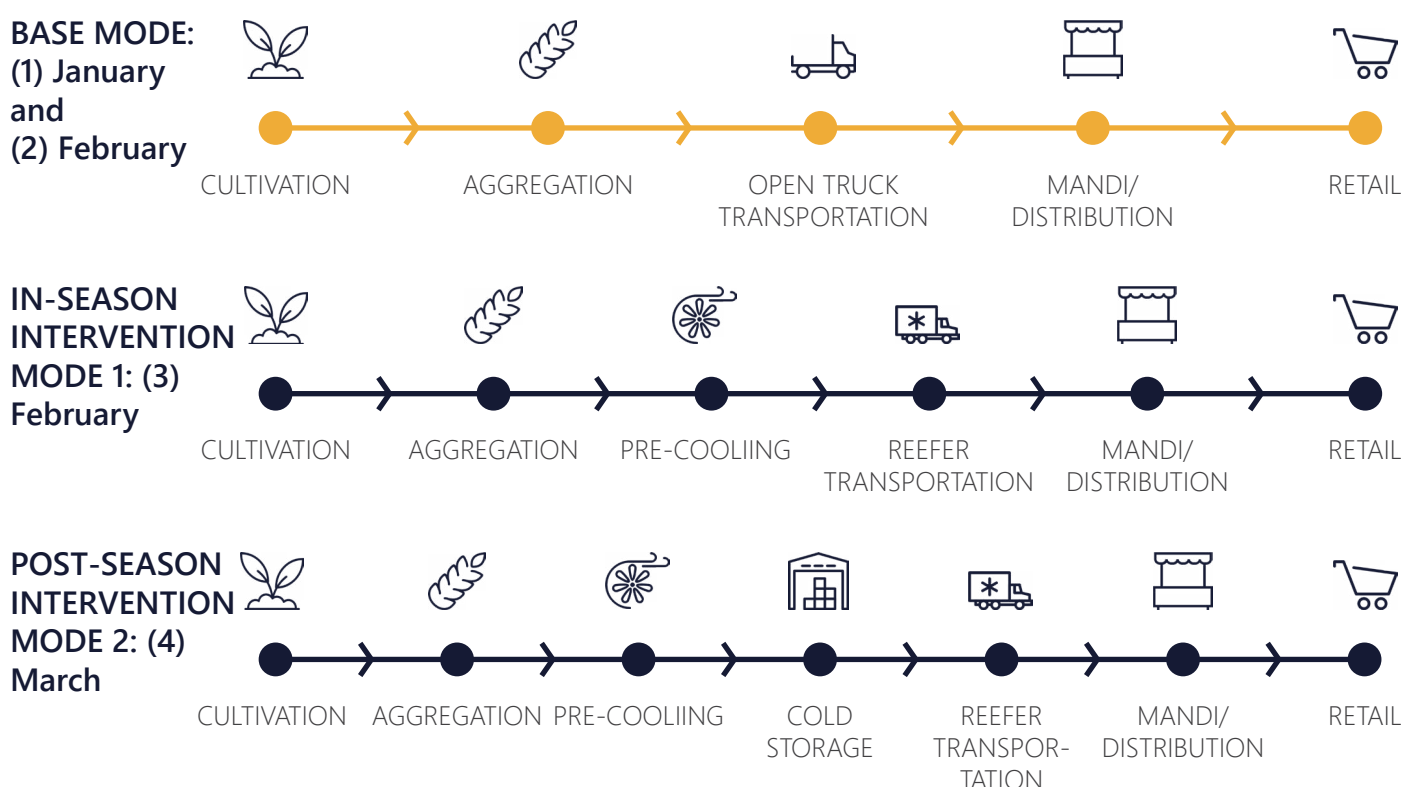 BASE MODE:
(1) January
and
(2) February
CULTIVATION
AGGREGATION
OPEN TRUCK
TRANSPORTATION
MANDI/
DISTRIBUTION
RETAIL
IN-SEASON
INTERVENTION
MODE 1: (3)
February
CULTIVATION
AGGREGATION
PRE-COOLIING
REEFER
TRANSPORTATION
MANDI/
DISTRIBUTION
RETAIL
POST-SEASON
INTERVENTION
MODE 2: (4)
March
CULTIVATION
AGGREGATION
PRE-COOLIING
COLD
STORAGE
REEFER
TRANSPOR-
TATION
MANDI/
DISTRIBUTION
RETAIL